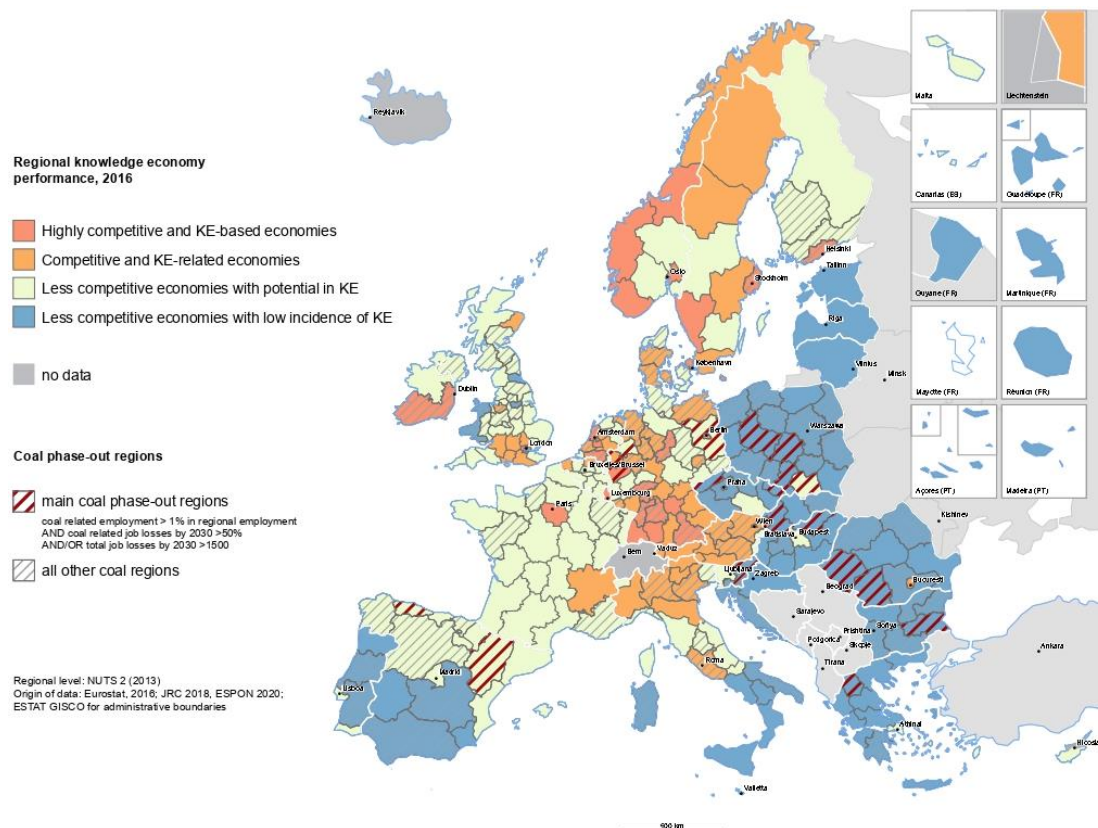 Regional knowledge economy
performance, 2016
Highly competitive and KE-based economies
Competitive and KE-related economies
Less competitive economies with potential in KE
Less competitive economies with low incidence of KE
no data
Coal phase-out regions
main coal phase-out regions
coal related employment > 1% in regional employment
AND coal related job losses by 2030 >50%
AND/OR total job losses by 2030 >1500
all other coal regions
Regional level: NUTS 2 (2013)
Origin of data: Eurostat, 2016; JRC 2018, ESPON 2020;
ESTAT GISCO for administrative boundaries
Reykjavík
Oslo
Stockholm
Helsinki
Tallinn
Riga
Vilnius
Minsk
København
Dublin
London
Amsterdam
Berlin
Warszawa
Bruxelles/Brussel
Luxembourg
Praha
Paris
Wien
Bratislava
Budapest
Kishinev
Bern
Vaduz
Ljubljana
Zagreb
Beograd
Bucuresti
Sarajevo
Prishtina
Sofiya
Podgorica
Skopje
Tirana
Ankara
Roma
Madrid
Lisboa
Athinai
Valletta
Malta
Liechtenstein
Canarias (ES)
Guadeloupe (FR)
Guyane (FR)
Martinique (FR)
Mayotte (FR)
Réunion (FR)
Açores (PT)
Madeira (PT)